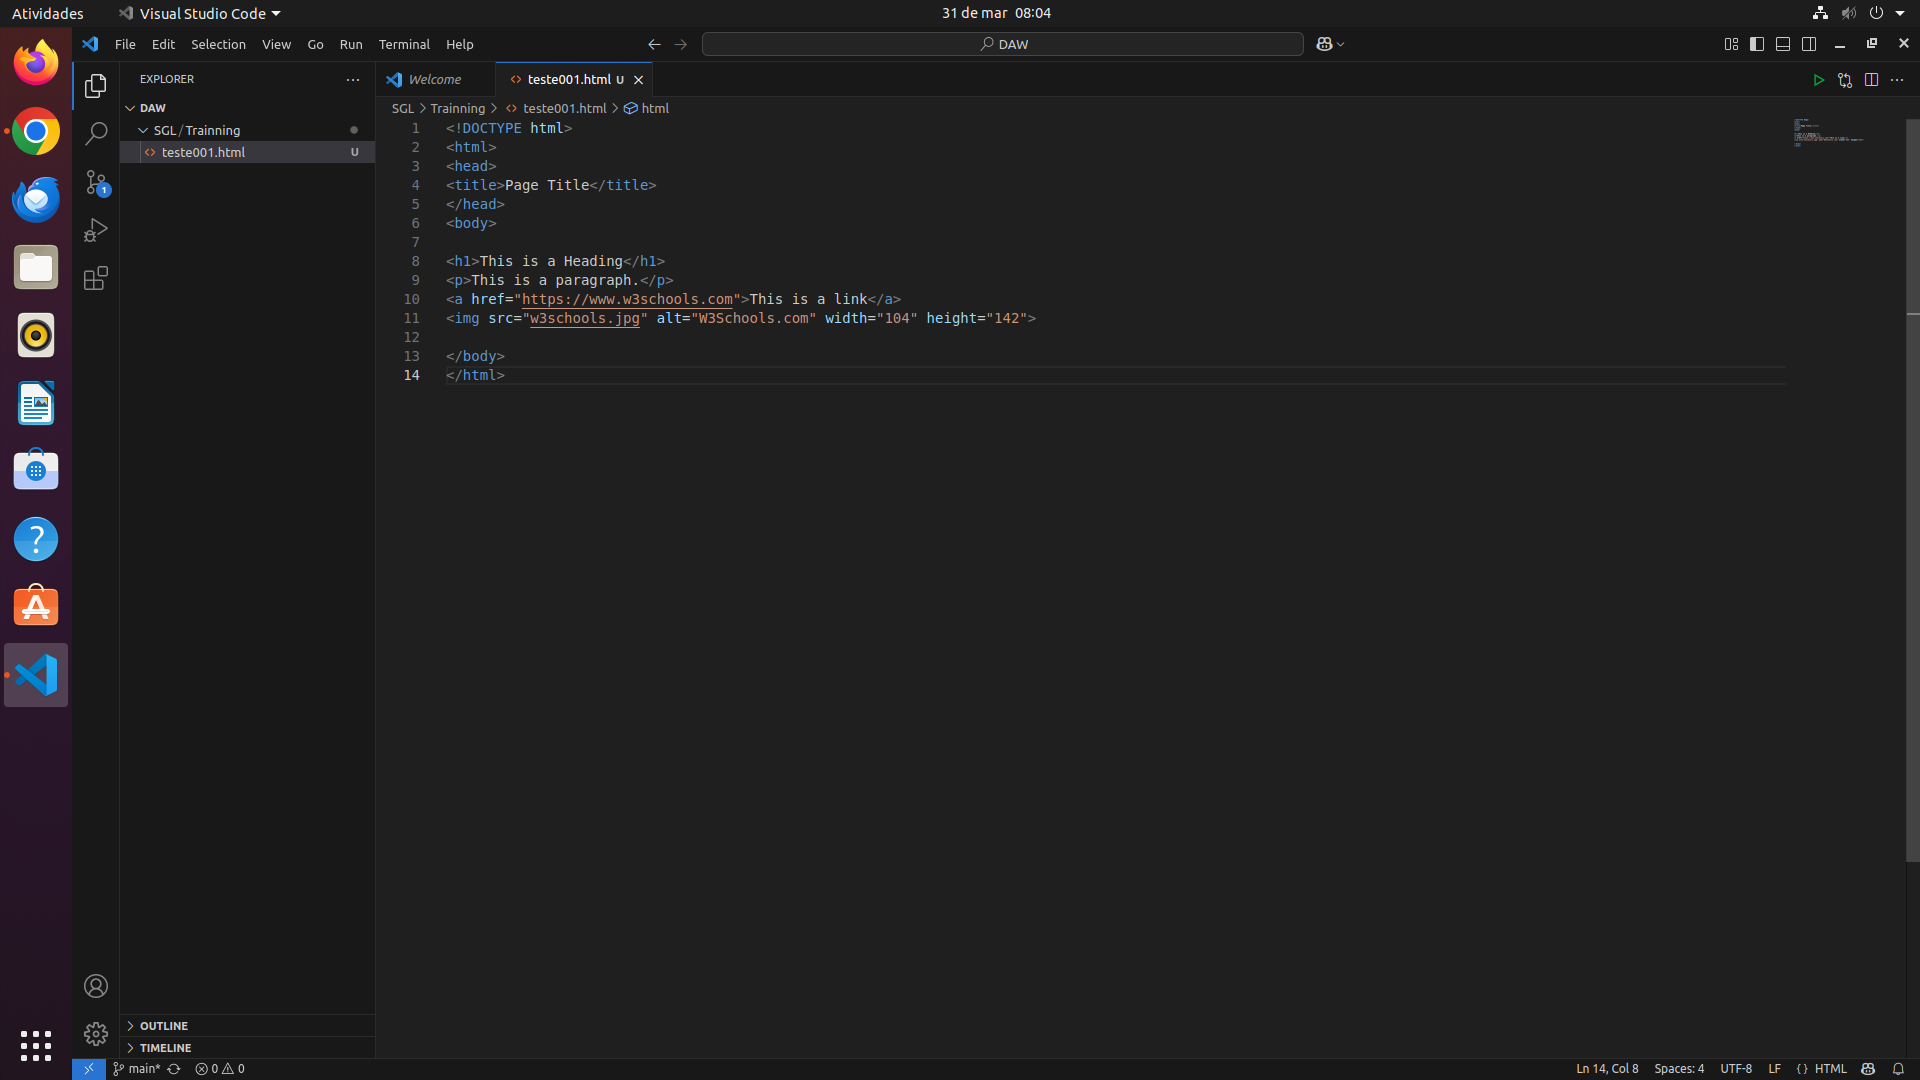 Atividades
Visual Studio Code
31 de mar 08:04
File Edit Selection View Go Run Terminal Help
DAW
EXPLORER
Welcome
teste001.html U
DAW
SGL / Trainning
teste001.html U
1
SGL > Trainning > teste001.html > html
1 <!DOCTYPE html>
2 <html>
3 <head>
4 <title>Page Title</title>
5 </head>
6 <body>
7
8 <h1>This is a Heading</h1>
9 <p>This is a paragraph.</p>
10 <a href="https://www.w3schools.com">This is a link</a>
11 <img src="w3schools.jpg" alt="W3Schools.com" width="104" height="142">
12
13 </body>
14 </html>
OUTLINE
TIMELINE
main* 0 0
Ln 14, Col 8 Spaces: 4 UTF-8 LF {} HTML